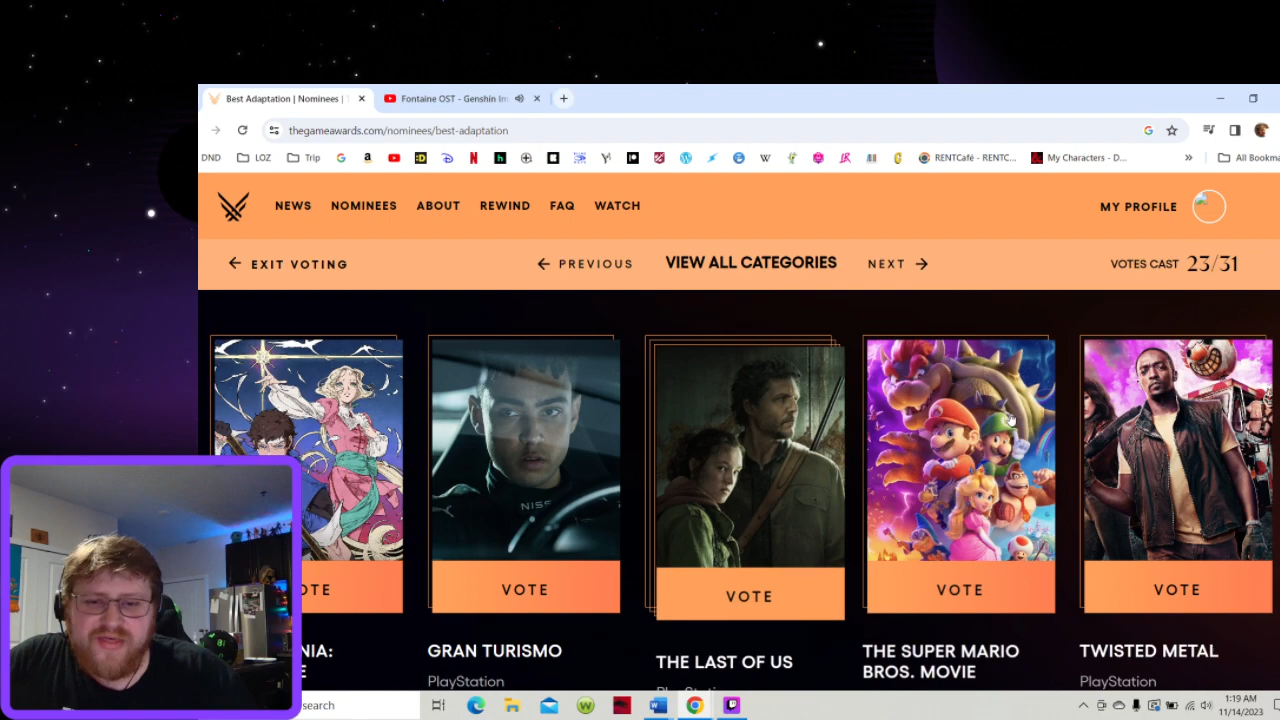 Best Adaptation | Nominees |
Fontaine OST - Genshin Im
thegameawards.com/nominees/best-adaptation
DND LOZ Trip RENTCafé - RENTC... My Characters - D... » All Bookma
NEWS NOMINEES ABOUT REWIND FAQ WATCH MY PROFILE
EXIT VOTING PREVIOUS VIEW ALL CATEGORIES NEXT VOTES CAST 23/31
NISS
OTE VOTE VOTE VOTE VOTE
NIA:
E
GRAN TURISMO
PlayStation
THE LAST OF US
THE SUPER MARIO
BROS. MOVIE
TWISTED METAL
PlayStation
search
1:19 AM
11/14/2023